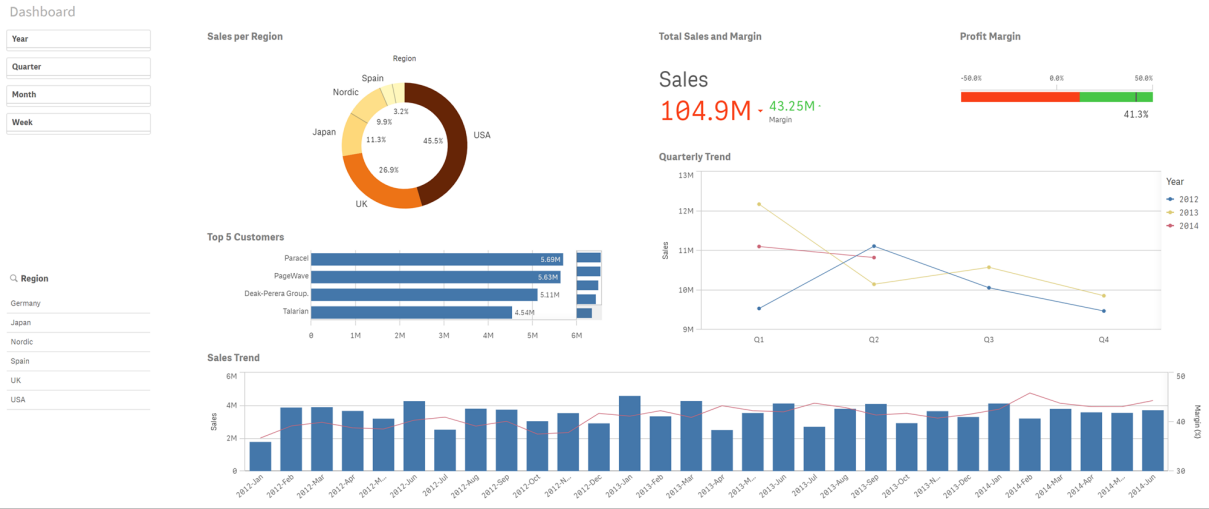 Dashboard
Year
Quarter
Month
Week
Region
Germany
Japan
Nordic
Spain
UK
USA
Sales per Region
Region
Spain
Nordic
Japan
UK
USA
3.2%
9.9%
11.3%
26.9%
45.5%
Top 5 Customers
Paracel
5.69M
PageWave
5.63M
Deak-Perera Group.
5.11M
Talarian
4.54M
0 1M 2M 3M 4M 5M 6M
Total Sales and Margin
Sales
104.9M
43.25M
Margin
Profit Margin
-50.0% 0.0% 50.0%
41.3%
Quarterly Trend
Sales
13M
12M
11M
10M
9M
Q1 Q2 Q3 Q4
Year
2012
2013
2014
Sales Trend
Sales
6M
4M
2M
0
50
40
30
Margin (%)
2012-Jan 2012-Feb 2012-Mar 2012-Apr 2012-M... 2012-Jun 2012-Jul 2012-Aug 2012-Sep 2012-Oct 2012-N... 2012-Dec 2013-Jan 2013-Feb 2013-Mar 2013-Apr 2013-M... 2013-Jun 2013-Jul 2013-Aug 2013-Sep 2013-Oct 2013-N... 2013-Dec 2014-Jan 2014-Feb 2014-Mar 2014-Apr 2014-M... 2014-Jun